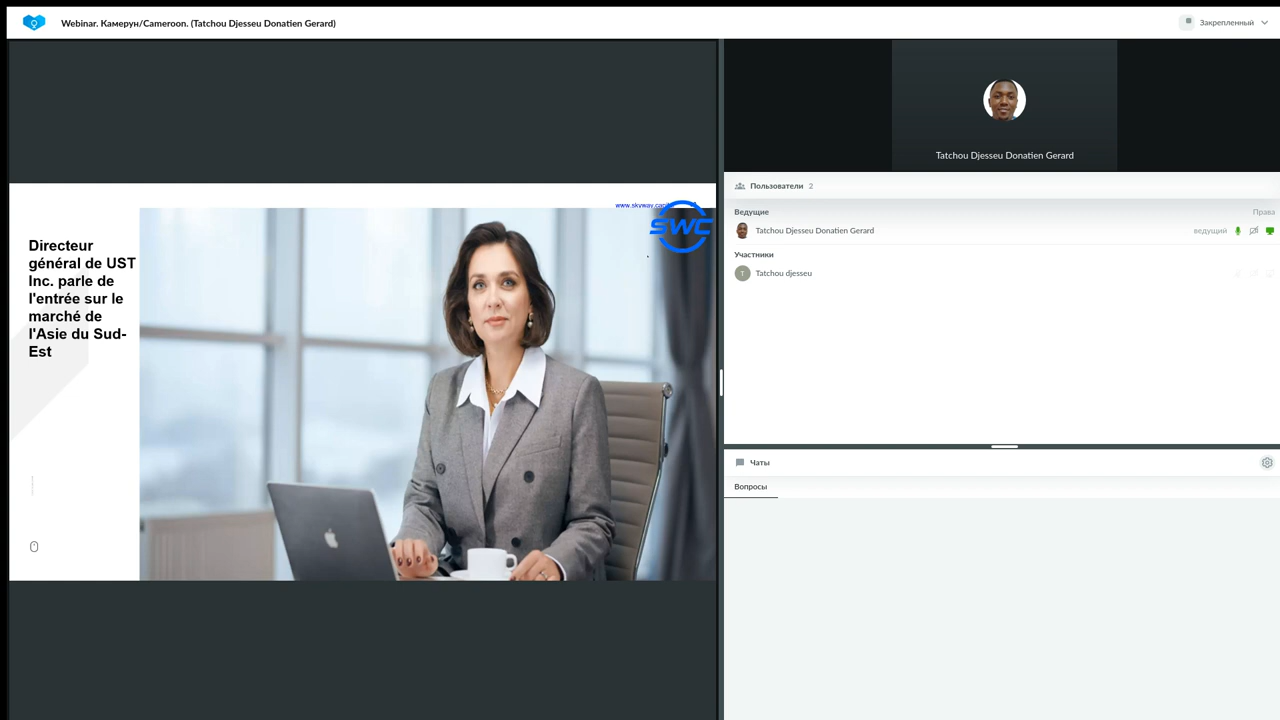 Webinar. Камерун/Cameroon. (Tatchou Djesseu Donatien Gerard)
Закрепленный
www.skyway.capital
SWC
Directeur
général de UST
Inc. parle de
l'entrée sur le
marché de
l'Asie du Sud-
Est
Tatchou Djesseu Donatien Gerard
Пользователи 2
Ведущие Права
Tatchou Djesseu Donatien Gerard ведущий
Участники
T Tatchou djesseu
Чаты
Вопросы